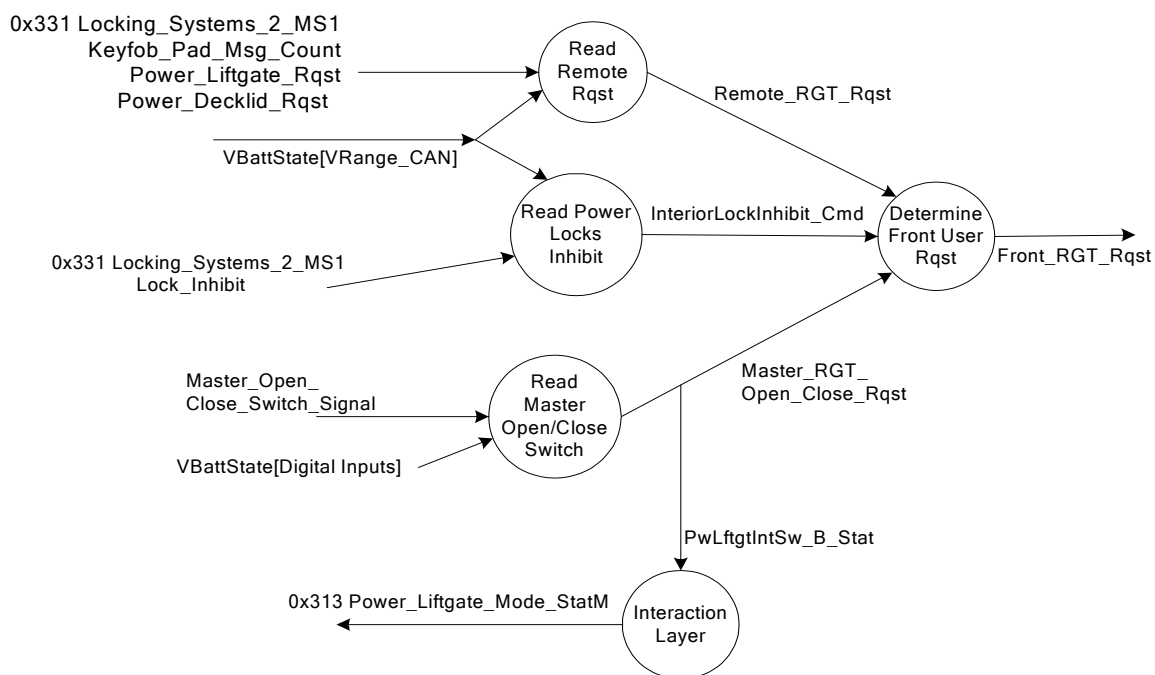 0x331 Locking_Systems_2_MS1
Keyfob_Pad_Msg_Count
Power_Liftgate_Rqst
Power_Decklid_Rqst
Read
Remote
Rqst
Remote_RGT_Rqst
VBattState[VRange_CAN]
Read Power
Locks
Inhibit
InteriorLockInhibit_Cmd
Determine
Front User
Rqst
Front_RGT_Rqst
0x331 Locking_Systems_2_MS1
Lock_Inhibit
Master_Open_
Close_Switch_Signal
Read
Master
Open/Close
Switch
Master_RGT_
Open_Close_Rqst
VBattState[Digital Inputs]
PwLftgtIntSw_B_Stat
0x313 Power_Liftgate_Mode_StatM
Interaction
Layer